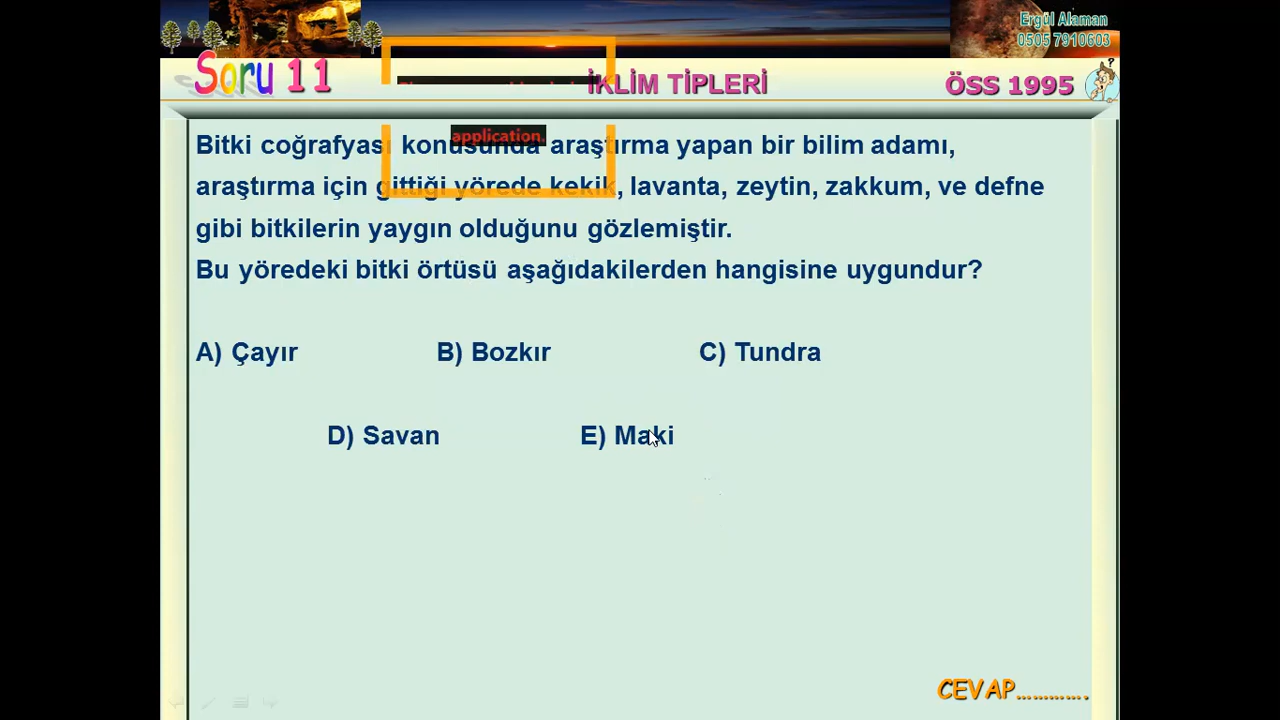 Ergül Alaman
0505 7910603
Soru 11
İKLİM TİPLERİ
ÖSS 1995
application.
Bitki coğrafyası konusunda araştırma yapan bir bilim adamı,
araştırma için gittiği yörede kekik, lavanta, zeytin, zakkum, ve defne
gibi bitkilerin yaygın olduğunu gözlemiştir.
Bu yöredeki bitki örtüsü aşağıdakilerden hangisine uygundur?
A) Çayır B) Bozkır C) Tundra
D) Savan E) Maki
CEVAP............